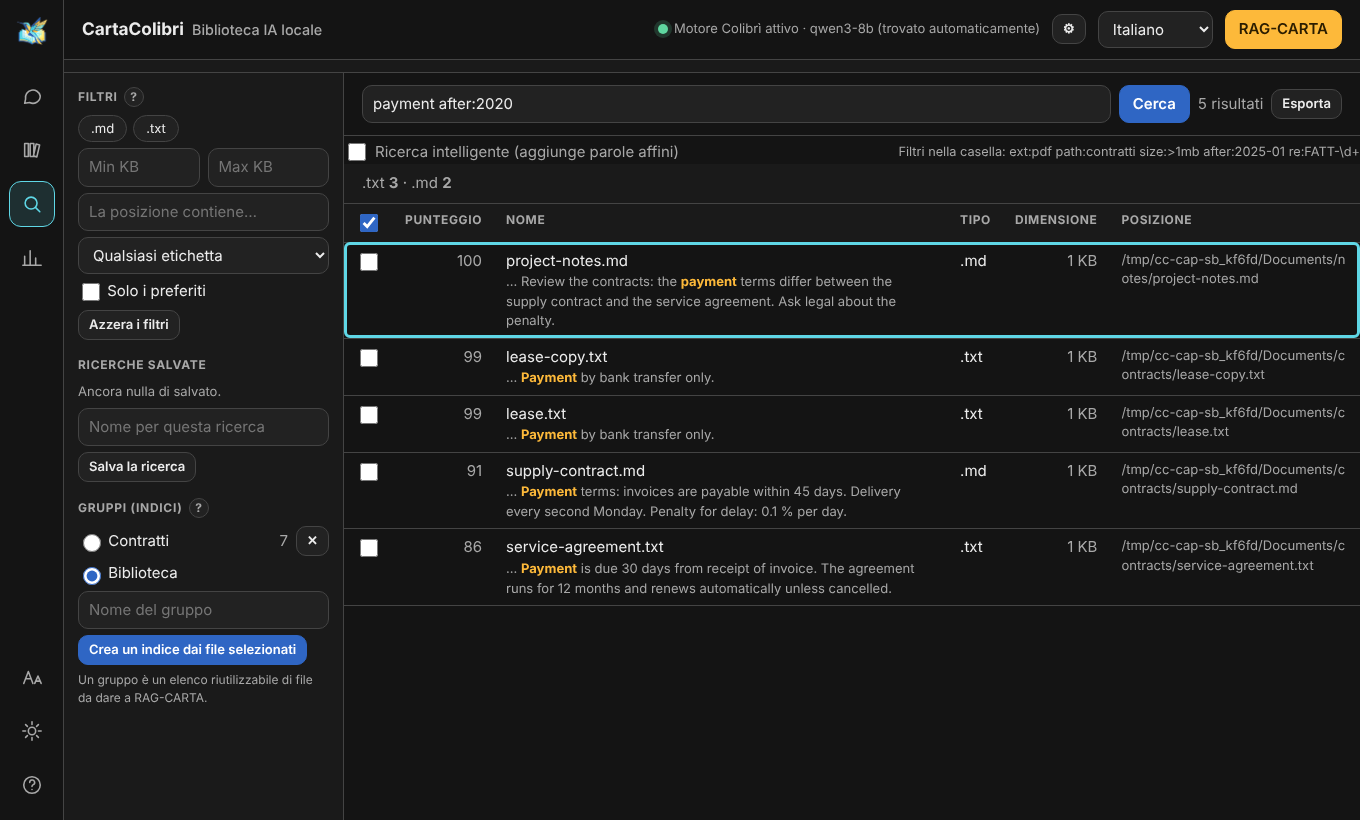 CartaColibri Biblioteca IA locale
Motore Colibrì attivo · qwen3-8b (trovato automaticamente)
Italiano
RAG-CARTA
FILTRI ?
.md .txt
Min KB Max KB
La posizione contiene...
Qualsiasi etichetta
Solo i preferiti
Azzera i filtri
RICERCHE SALVATE
Ancora nulla di salvato.
Nome per questa ricerca
Salva la ricerca
GRUPPI (INDICI) ?
Contratti 7 ✕
Biblioteca
Nome del gruppo
Crea un indice dai file selezionati
Un gruppo è un elenco riutilizzabile di file
da dare a RAG-CARTA.
AA
?
payment after:2020
Cerca 5 risultati Esporta
Ricerca intelligente (aggiunge parole affini)
Filtri nella casella: ext:pdf path:contratti size:>1mb after:2025-01 re:FATT-\d+
.txt 3 · .md 2
PUNTEGGIO NOME TIPO DIMENSIONE POSIZIONE
100 project-notes.md .md 1 KB /tmp/cc-cap-sb_kf6fd/Documents/n
otes/project-notes.md
... Review the contracts: the payment terms differ between the
supply contract and the service agreement. Ask legal about the
penalty.
99 lease-copy.txt .txt 1 KB /tmp/cc-cap-sb_kf6fd/Documents/c
ontracts/lease-copy.txt
... Payment by bank transfer only.
99 lease.txt .txt 1 KB /tmp/cc-cap-sb_kf6fd/Documents/c
ontracts/lease.txt
... Payment by bank transfer only.
91 supply-contract.md .md 1 KB /tmp/cc-cap-sb_kf6fd/Documents/c
ontracts/supply-contract.md
... Payment terms: invoices are payable within 45 days. Delivery
every second Monday. Penalty for delay: 0.1 % per day.
86 service-agreement.txt .txt 1 KB /tmp/cc-cap-sb_kf6fd/Documents/c
ontracts/service-agreement.txt
... Payment is due 30 days from receipt of invoice. The agreement
runs for 12 months and renews automatically unless cancelled.